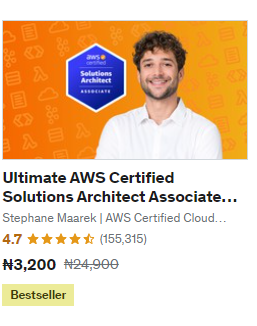 aws
certified
Solutions
Architect
ASSOCIATE
Ultimate AWS Certified
Solutions Architect Associate...
Stephane Maarek | AWS Certified Cloud...
4.7 (155,315)
₦3,200 ₦24,900
Bestseller